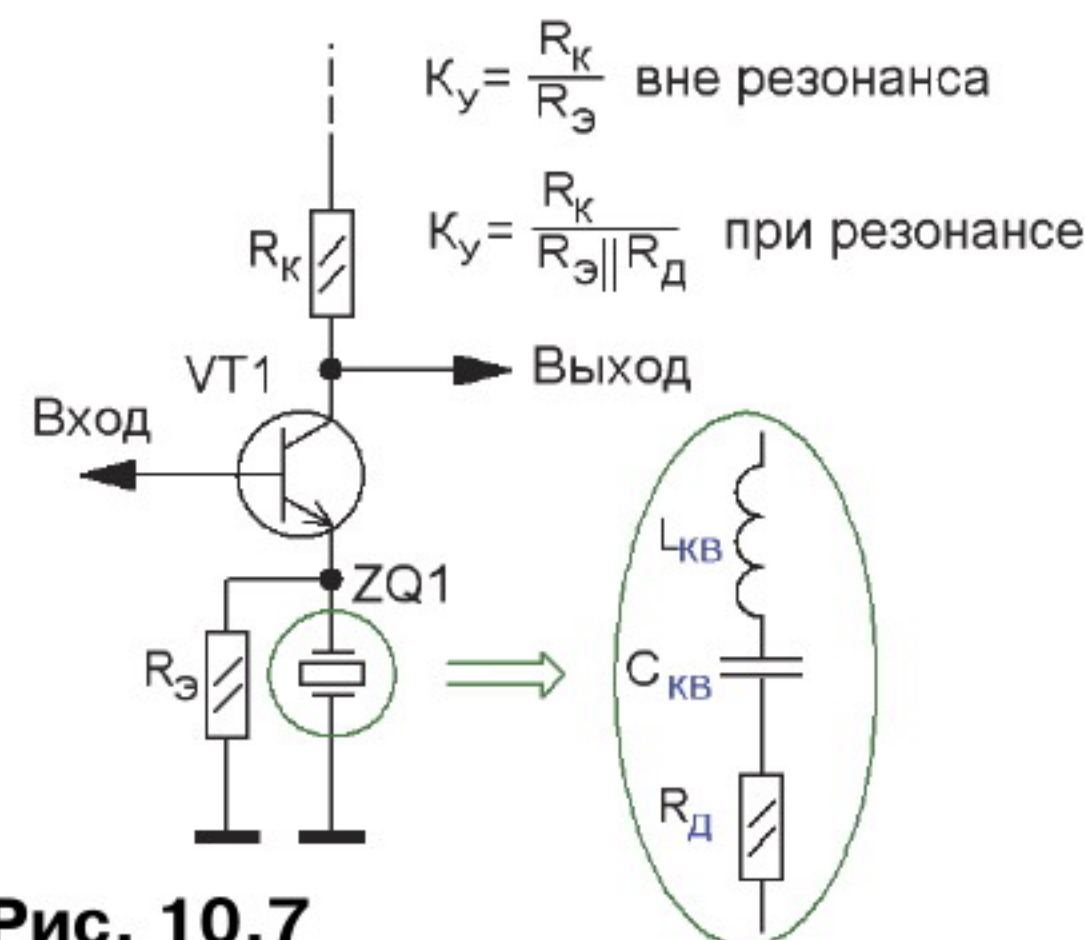 Kу = Rк / Rэ вне резонанса
Kу = Rк / Rэ||Rд при резонансе
Rк
VT1
Выход
Вход
ZQ1
Lкв
Rэ
Cкв
Rд
Рис. 10.7